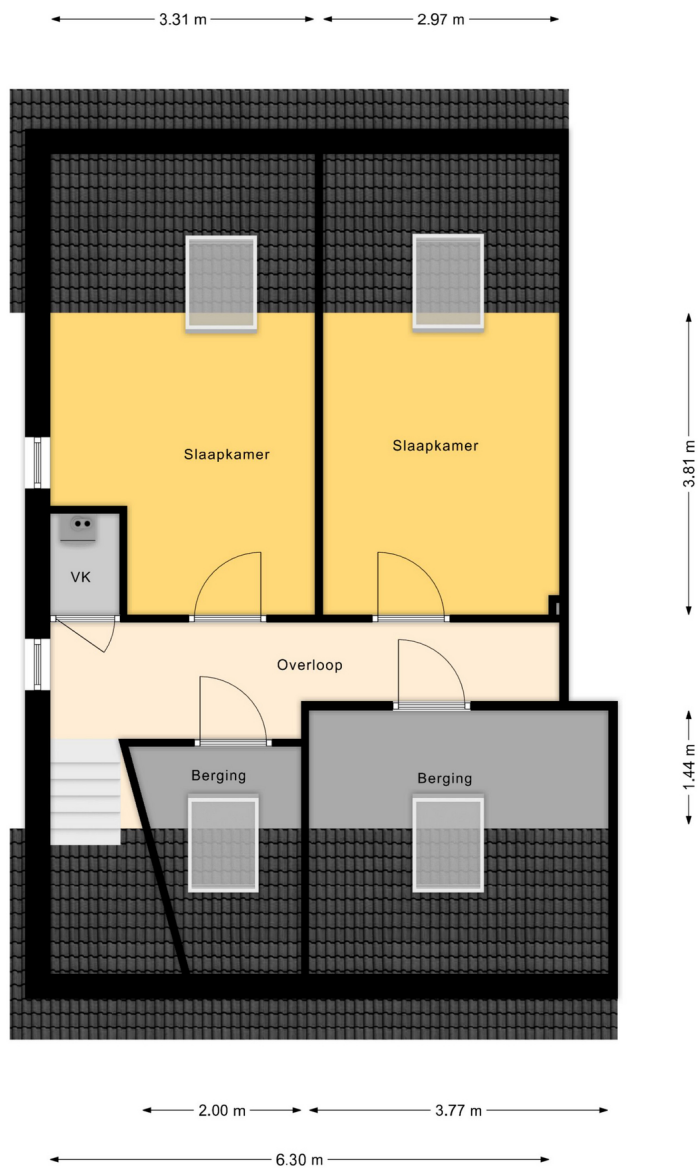 3.31 m 2.97 m
Slaapkamer
Slaapkamer
3.81 m
VK
Overloop
Berging
Berging
1.44 m
2.00 m 3.77 m
6.30 m